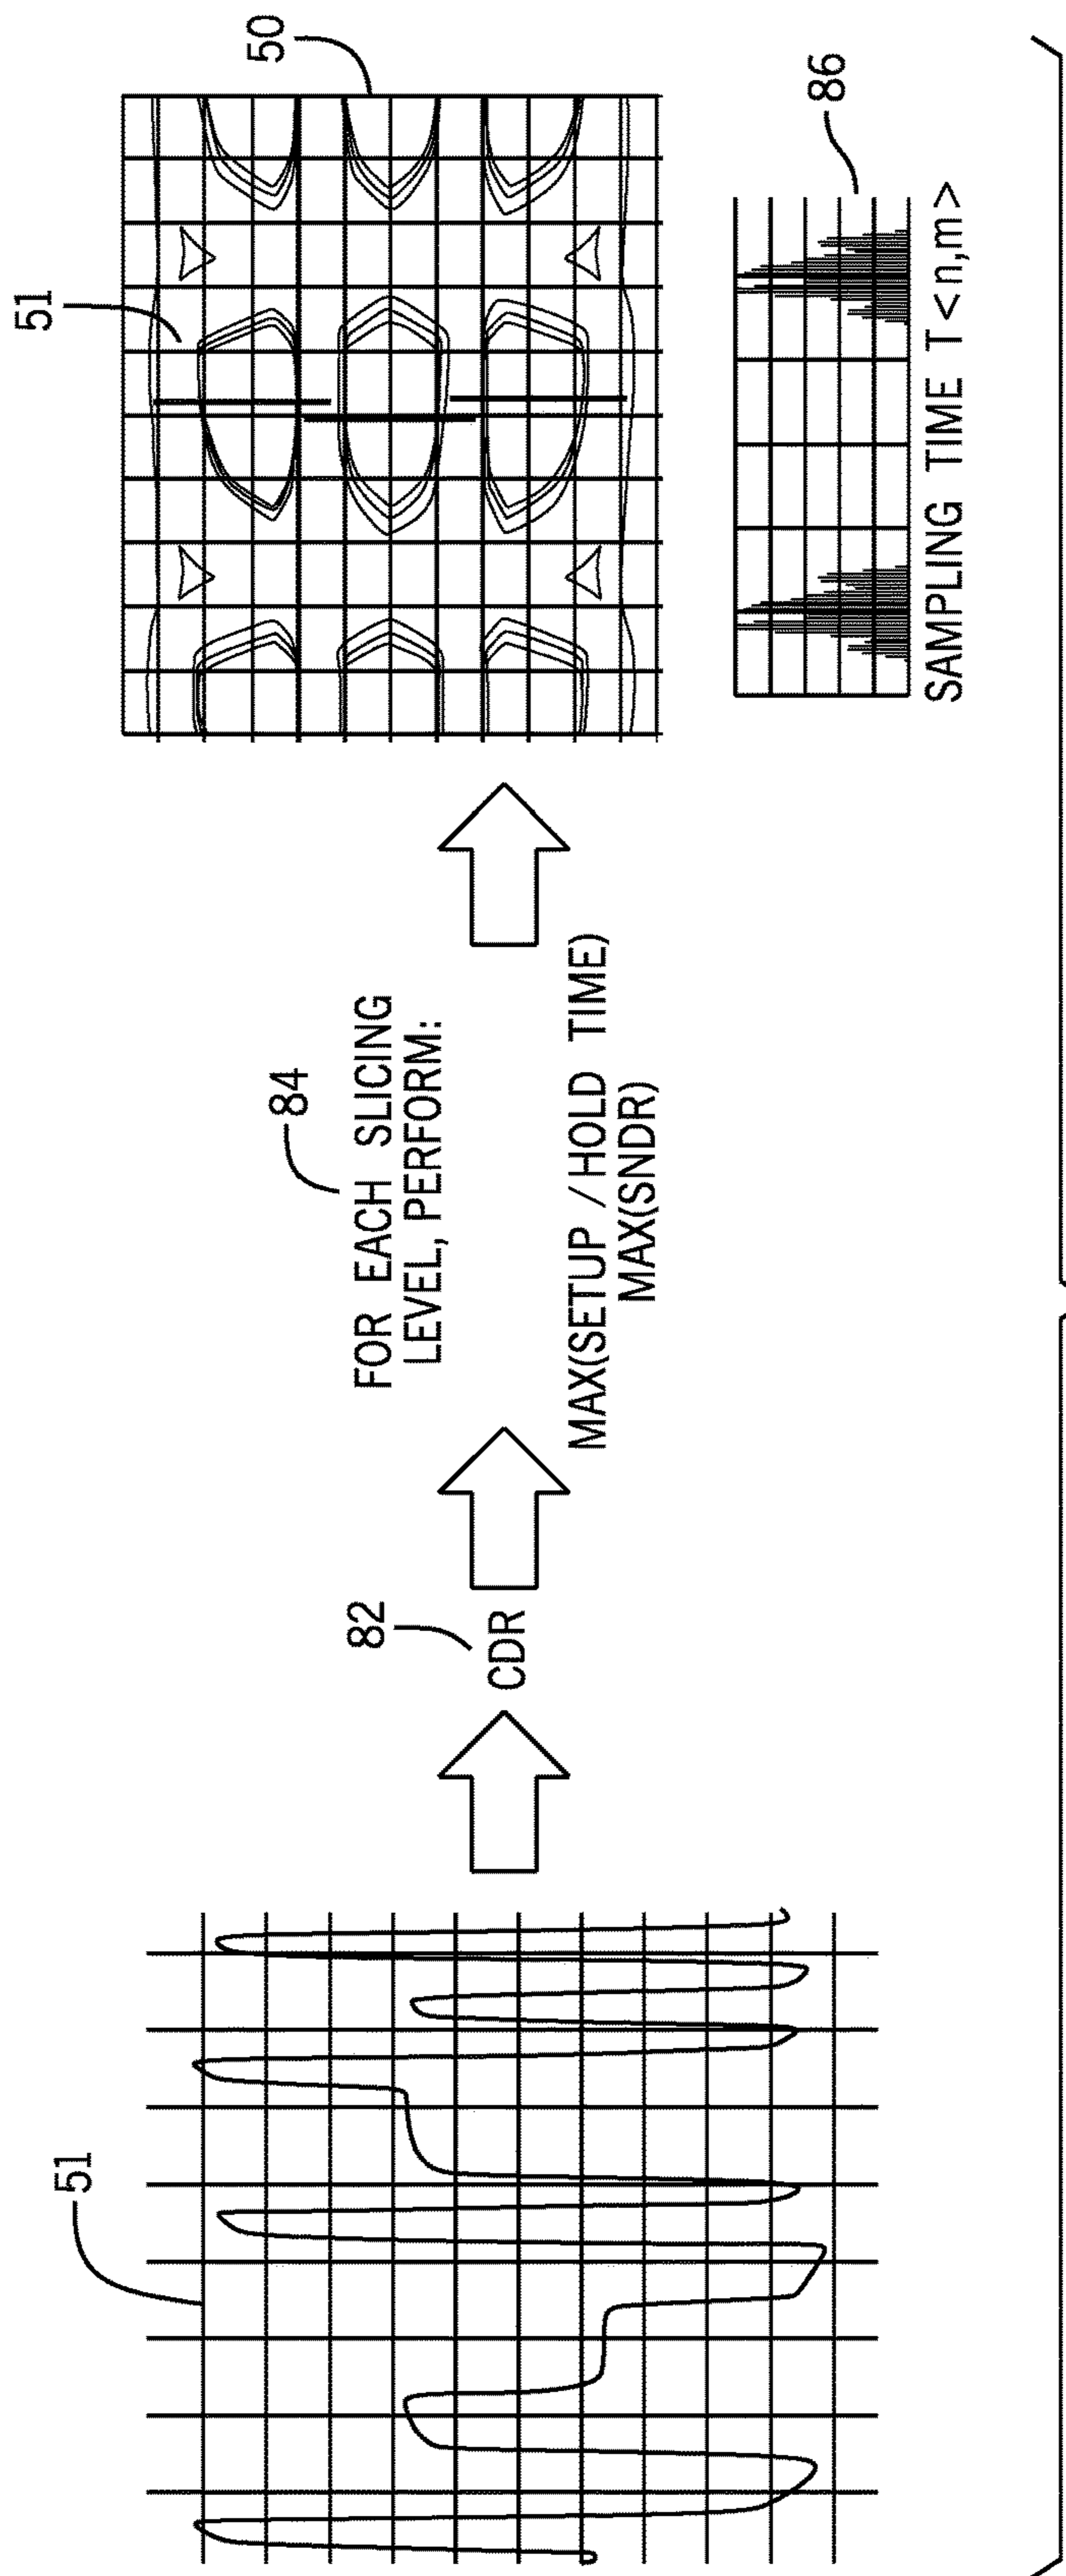 51
82
CDR
84
FOR EACH SLICING
LEVEL, PERFORM:
MAX(SETUP / HOLD TIME)
MAX(SNDR)
51
50
86
SAMPLING TIME T <n,m>